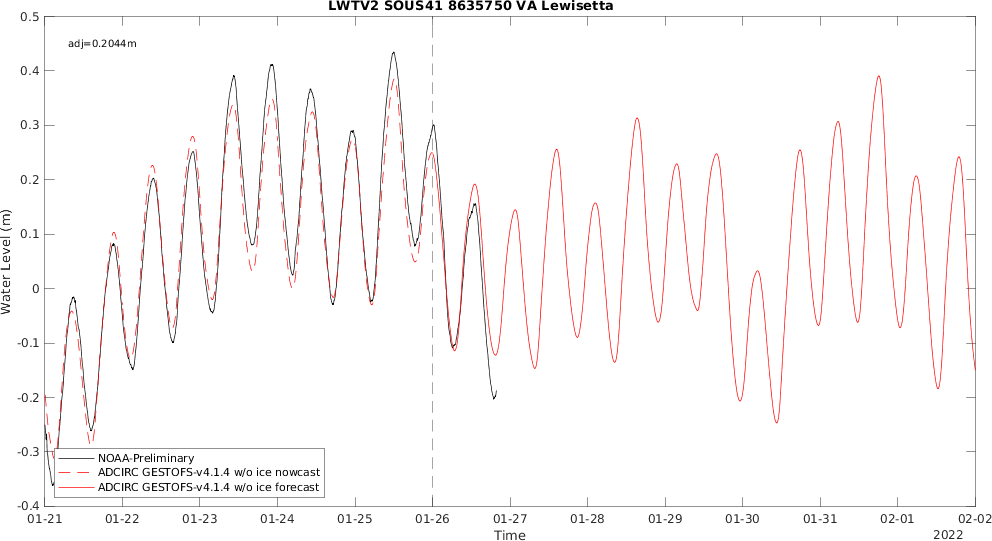 LWTV2 SOUS41 8635750 VA Lewisetta
adj=0.2044m
0.5
0.4
0.3
0.2
0.1
0
-0.1
-0.2
-0.3
-0.4
Water Level (m)
NOAA-Preliminary
ADCIRC GESTOFS-v4.1.4 w/o ice nowcast
ADCIRC GESTOFS-v4.1.4 w/o ice forecast
01-21 01-22 01-23 01-24 01-25 01-26 01-27 01-28 01-29 01-30 01-31 02-01 02-02
Time
2022